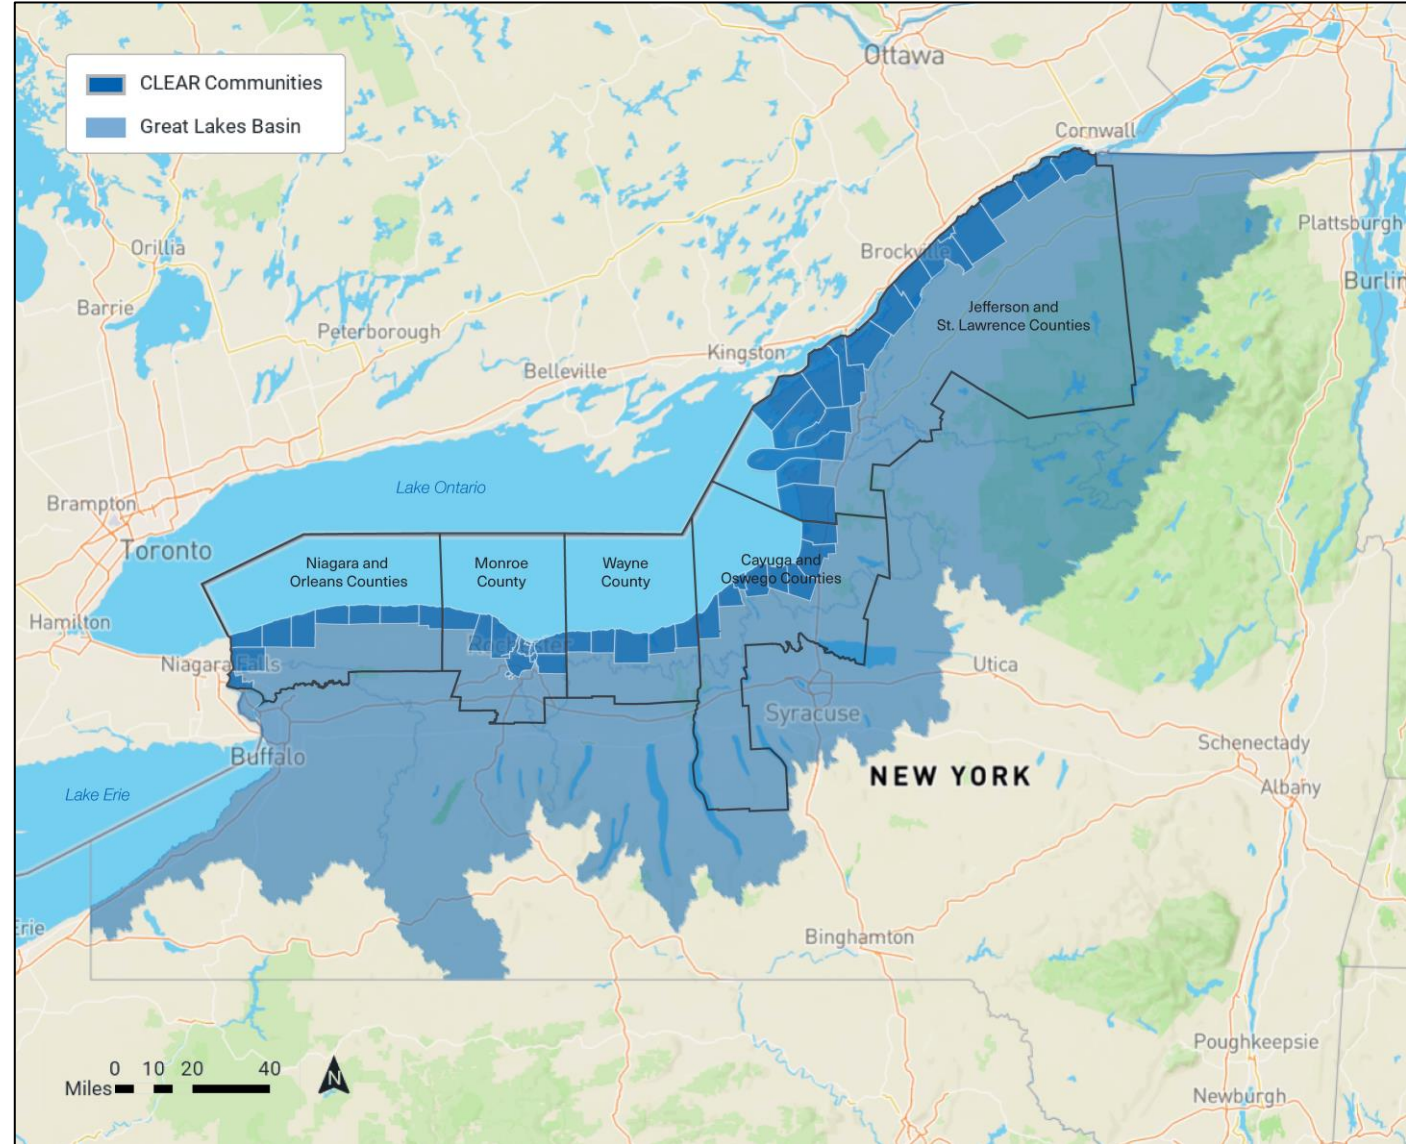 CLEAR Communities
Great Lakes Basin
Ottawa
Cornwall
Plattsburgh
Orillia
Brockville
Barrie
Jefferson and
St. Lawrence Counties
Peterborough
Kingston
Belleville
Lake Ontario
Brampton
Toronto
Niagara and
Orleans Counties
Monroe
County
Wayne
County
Cayuga and
Oswego Counties
Hamilton
Rochester
Niagara Falls
Utica
Syracuse
Buffalo
Schenectady
NEW YORK
Albany
Lake Erie
Erie
Binghamton
Poughkeepsie
Newburgh
0 10 20 40
Miles
N